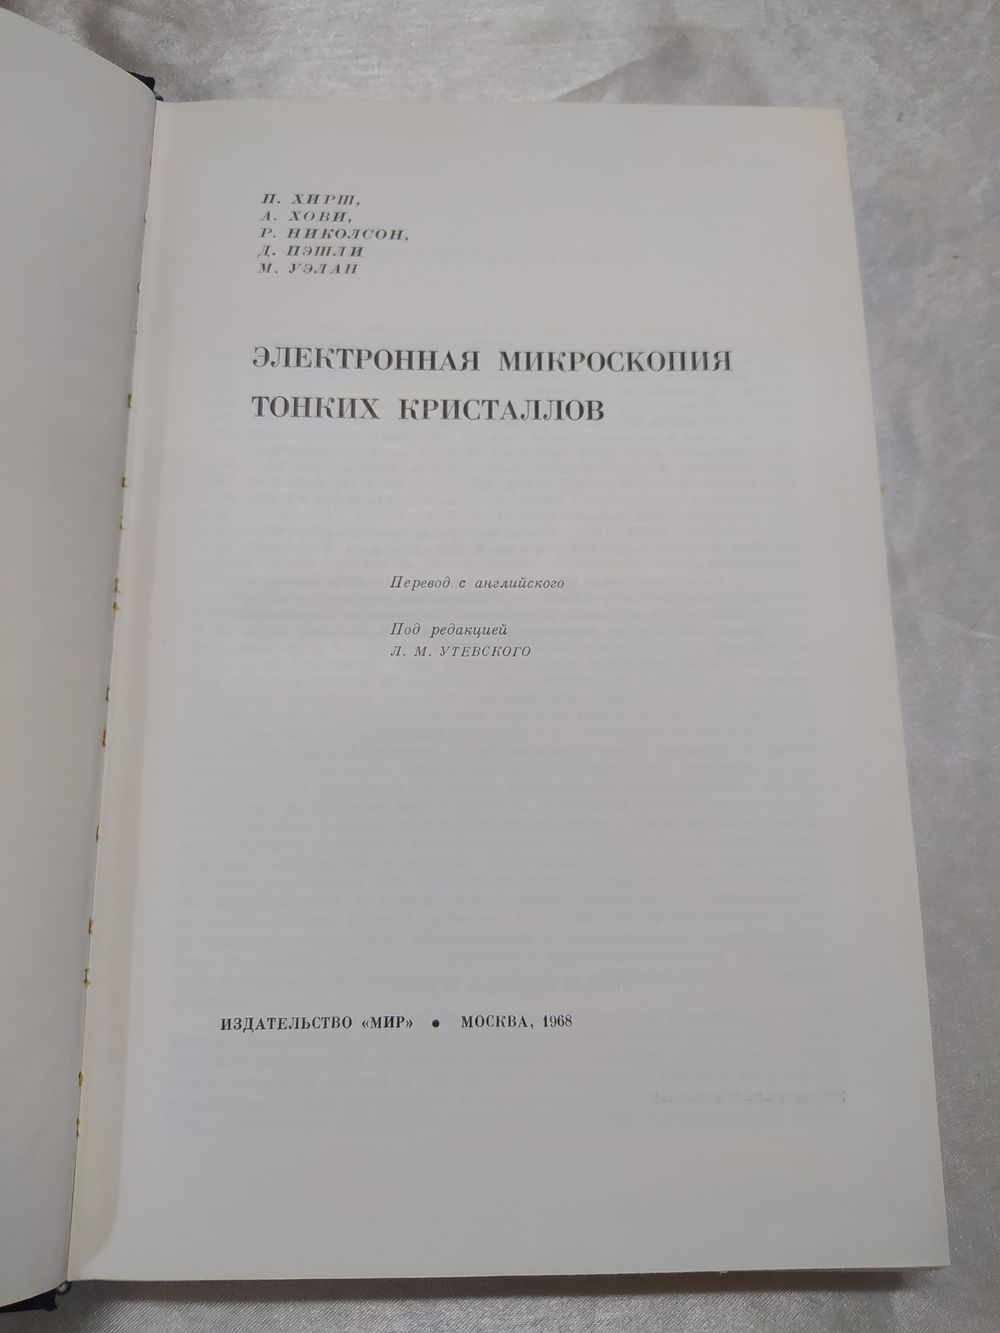 П. ХИРШ,
А. ХОВИ,
Р. НИКОЛСОН,
Д. ПЭШЛИ
М. УЭЛАН
ЭЛЕКТРОННАЯ МИКРОСКОПИЯ
ТОНКИХ КРИСТАЛЛОВ
Перевод с английского
Под редакцией
Л. М. УТЕВСКОГО
ИЗДАТЕЛЬСТВО «МИР» • МОСКВА, 1968